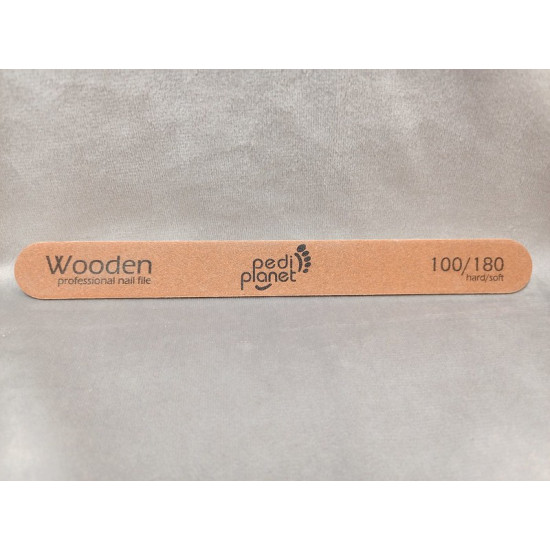 Wooden
professional nail file
pedi
planet
100/180
hard/soft